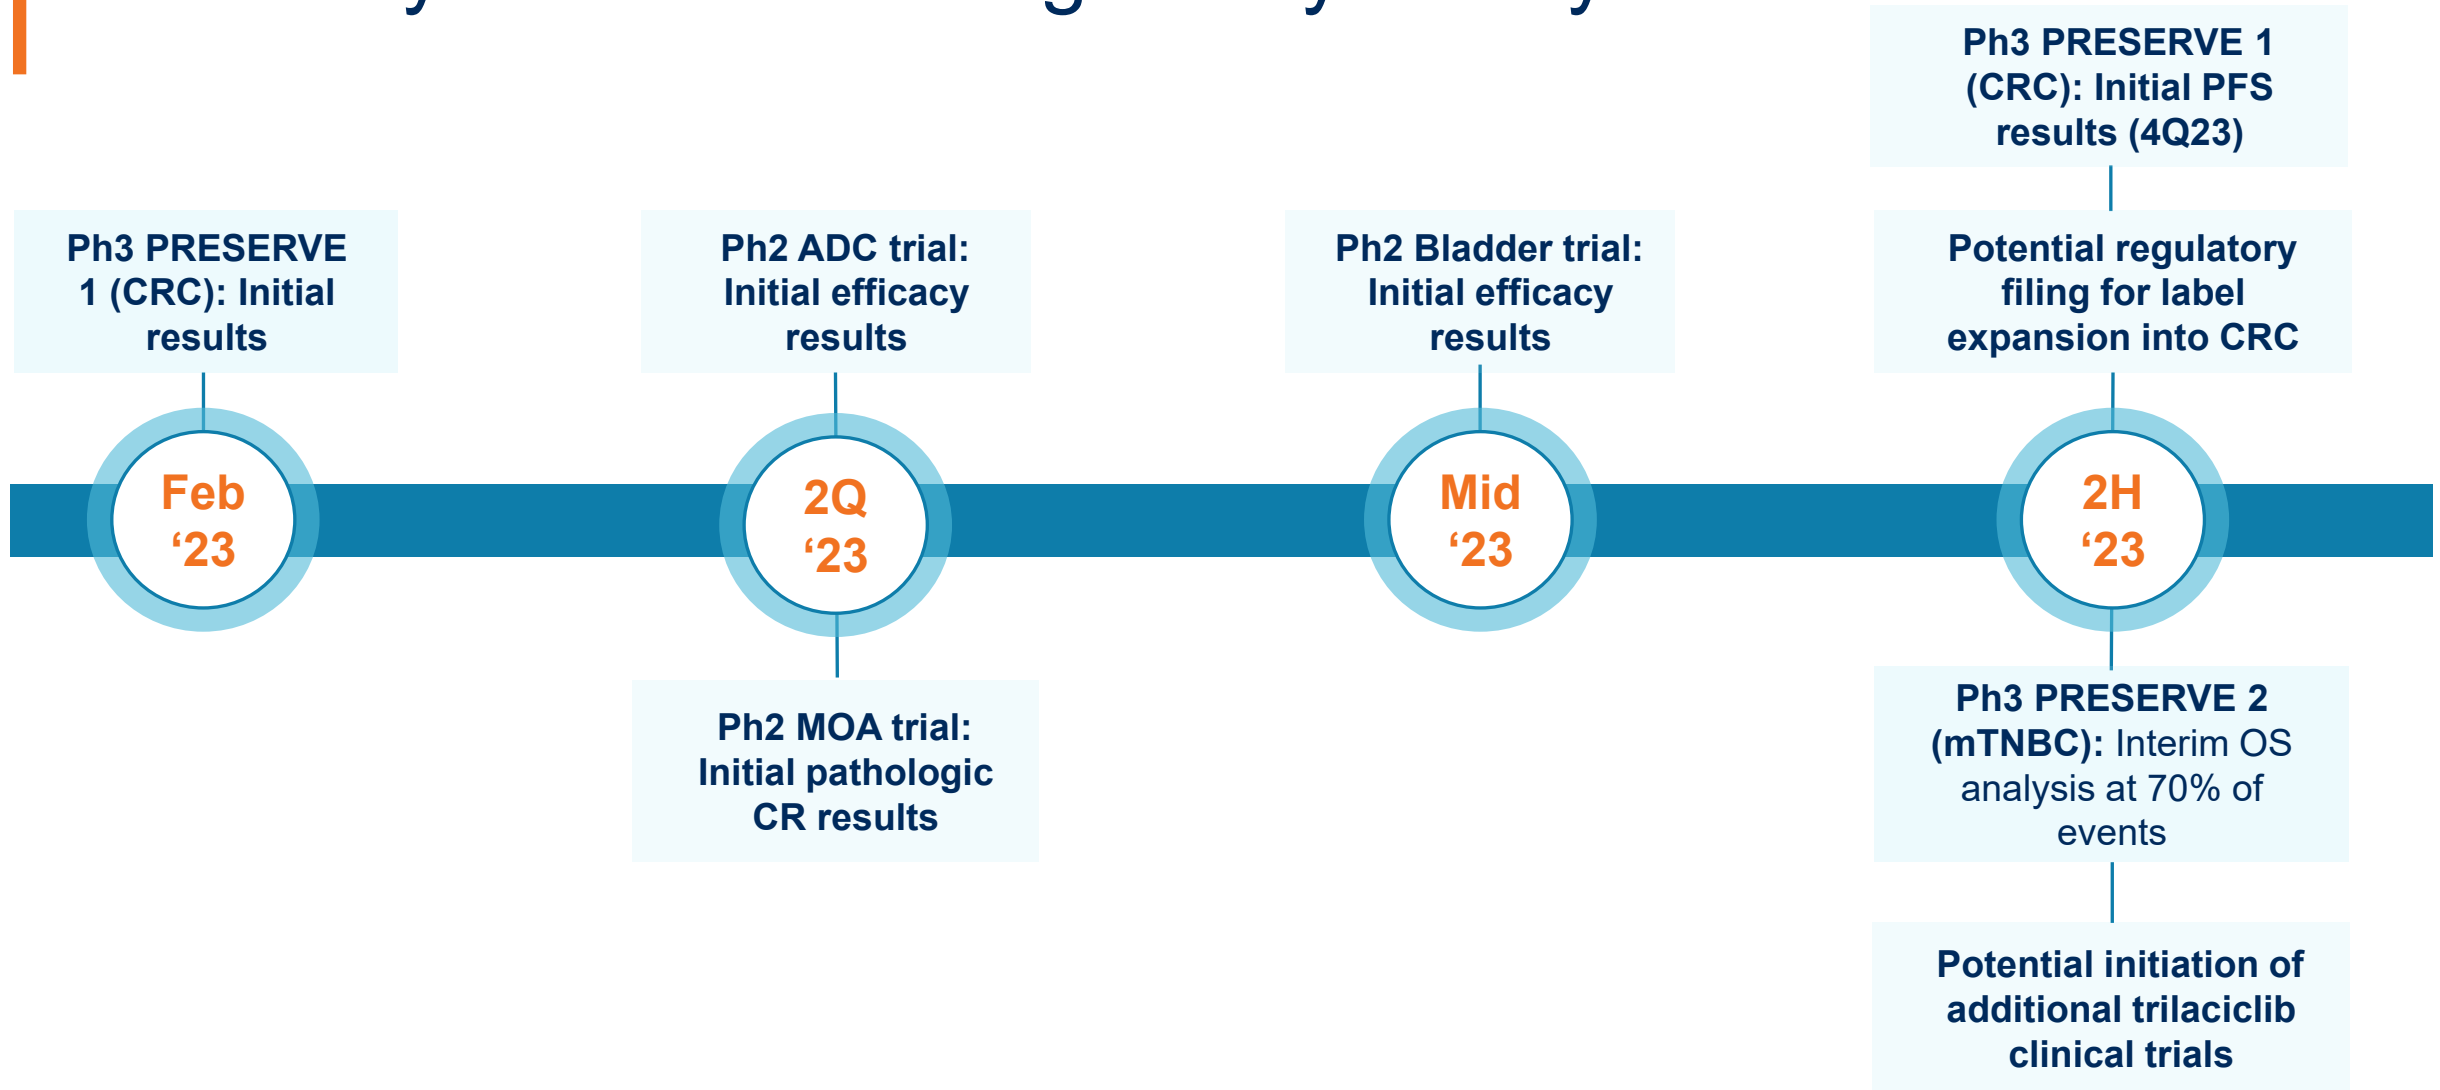 Ph3 PRESERVE 1
(CRC): Initial PFS
results (4Q23)
Ph3 PRESERVE
1 (CRC): Initial
results
Ph2 ADC trial:
Initial efficacy
results
Ph2 Bladder trial:
Initial efficacy
results
Potential regulatory
filing for label
expansion into CRC
Feb
‘23
2Q
‘23
Mid
‘23
2H
‘23
Ph2 MOA trial:
Initial pathologic
CR results
Ph3 PRESERVE 2
(mTNBC): Interim OS
analysis at 70% of
events
Potential initiation of
additional trilaciclib
clinical trials